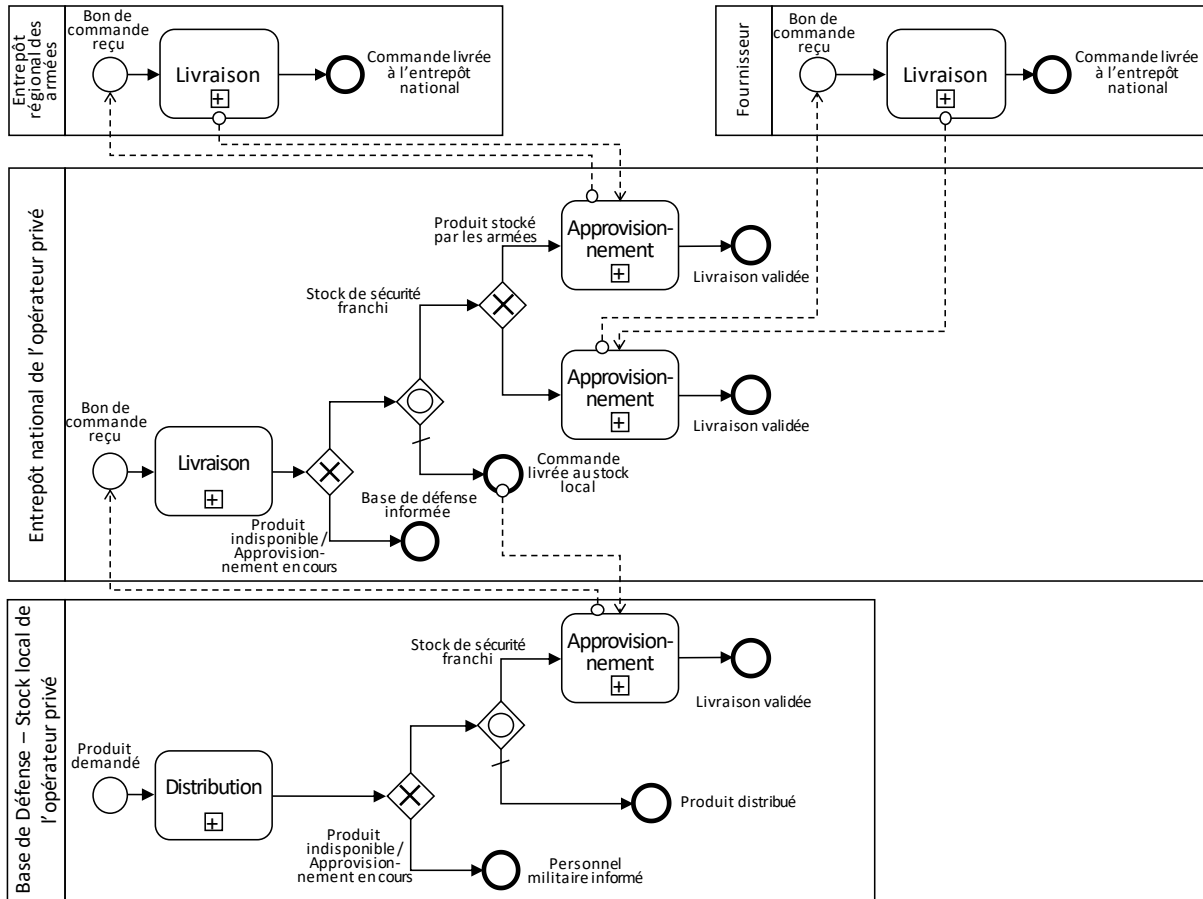 Entrepôt
régional des
armées
Bon de
commande
reçu
Livraison
Commande livrée
à l'entrepôt
national
Fournisseur
Bon de
commande
reçu
Livraison
Commande livrée
à l'entrepôt
national
Entrepôt national de l'opérateur privé
Produit stocké
par les armées
Approvision-
nement
Livraison validée
Stock de sécurité
franchi
Approvision-
nement
Livraison validée
Bon de
commande
reçu
Livraison
Commande
livrée au stock
local
Base de défense
informée
Produit
indisponible /
Approvision-
nement en cours
Base de Défense – Stock local de
l'opérateur privé
Stock de sécurité
franchi
Approvision-
nement
Livraison validée
Produit
demandé
Distribution
Produit distribué
Produit
indisponible /
Approvision-
nement en cours
Personnel
militaire informé